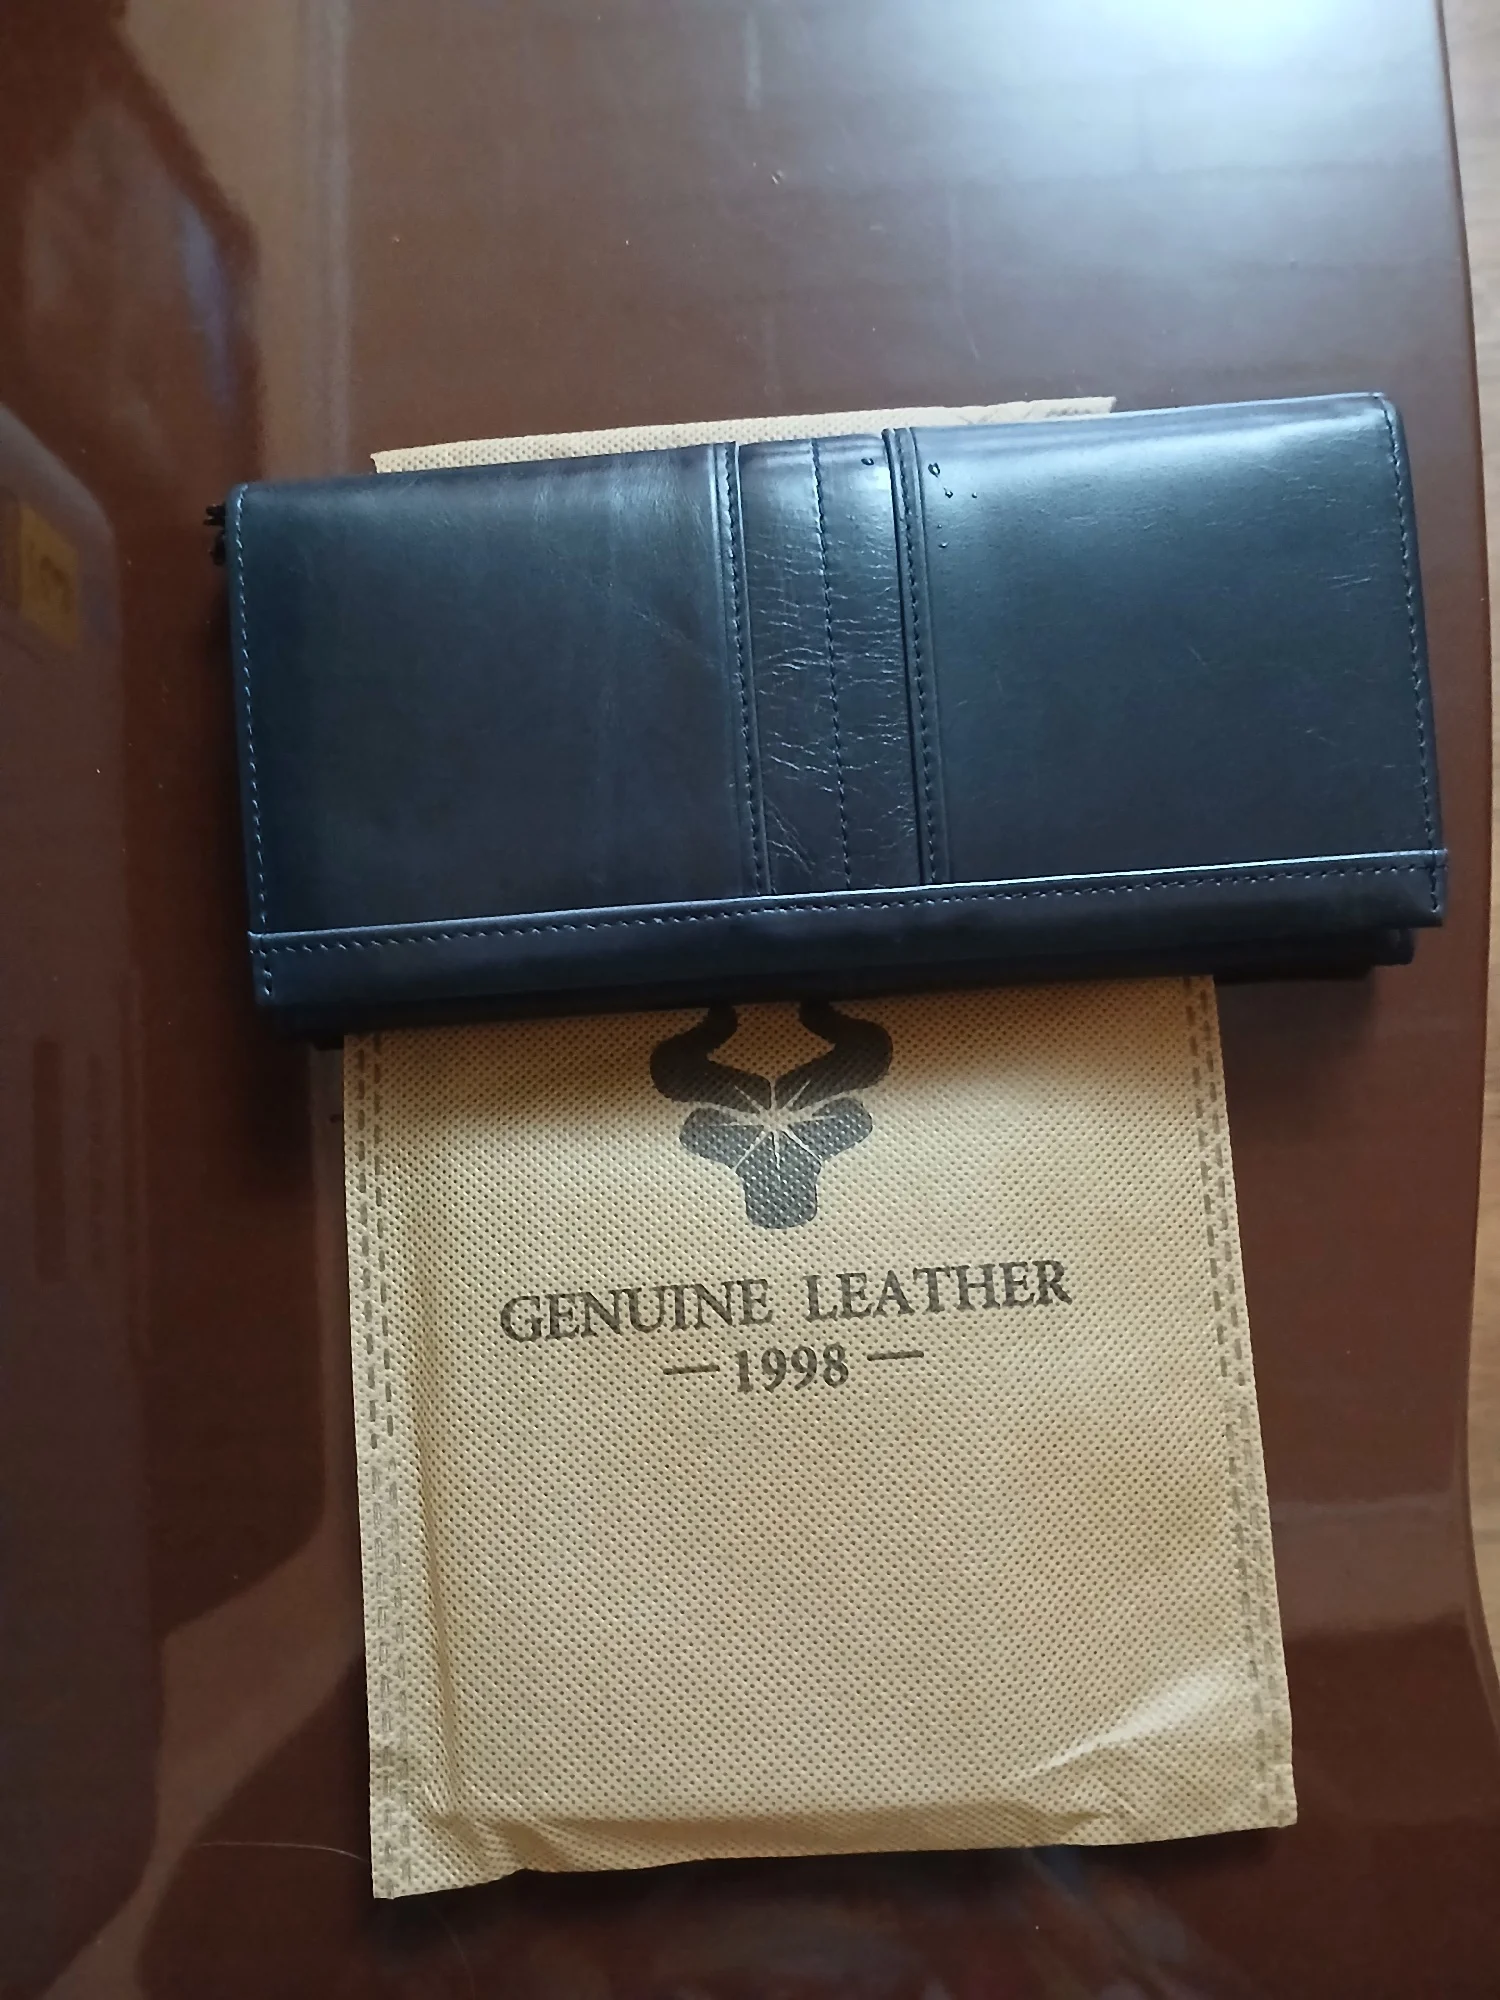 GENUINE LEATHER
— 1998 —